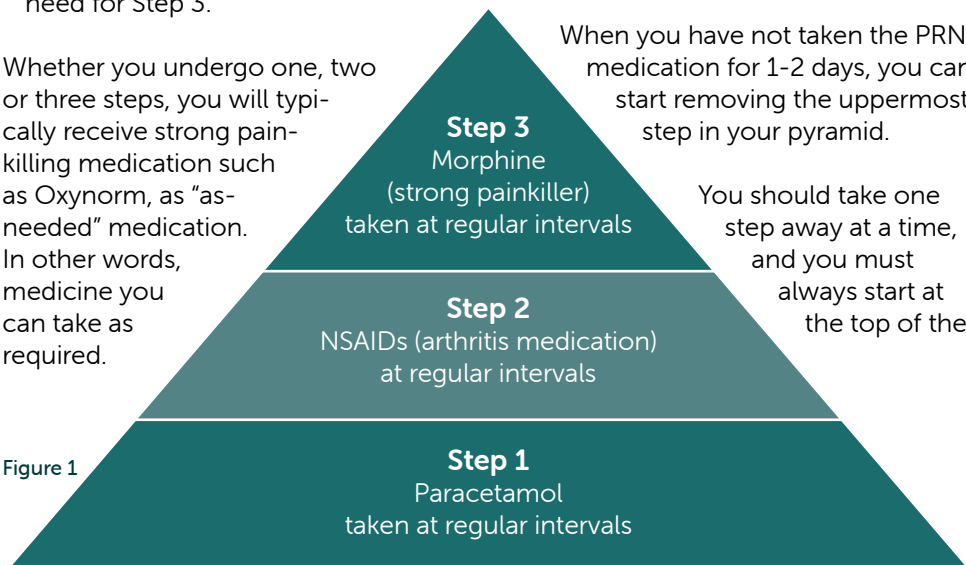 need for Step 3.
Whether you undergo one, two
or three steps, you will typi-
cally receive strong pain-
killing medication such
as Oxynorm, as “as-
needed” medication.
In other words,
medicine you
can take as
required.
Figure 1
Step 3
Morphine
(strong painkiller)
taken at regular intervals
Step 2
NSAIDs (arthritis medication)
at regular intervals
Step 1
Paracetamol
taken at regular intervals
When you have not taken the PRN
medication for 1-2 days, you can
start removing the uppermost
step in your pyramid.
You should take one
step away at a time,
and you must
always start at
the top of the